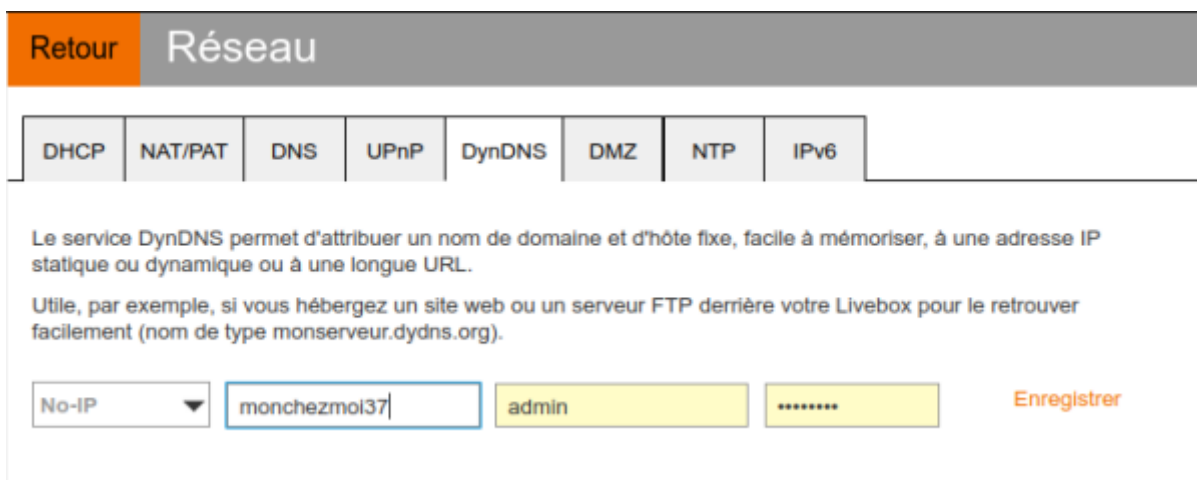 Retour Réseau
DHCP NAT/PAT DNS UPnP DynDNS DMZ NTP IPv6
Le service DynDNS permet d'attribuer un nom de domaine et d'hôte fixe, facile à mémoriser, à une adresse IP
statique ou dynamique ou à une longue URL.
Utile, par exemple, si vous hébergez un site web ou un serveur FTP derrière votre Livebox pour le retrouver
facilement (nom de type monserveur.dydns.org).
No-IP monchezmoi37 admin •••••••• Enregistrer